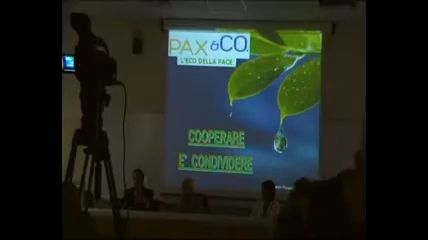 PAX &CO.
L'ECO DELLA PACE
COOPERARE
E' CONDIVIDERE